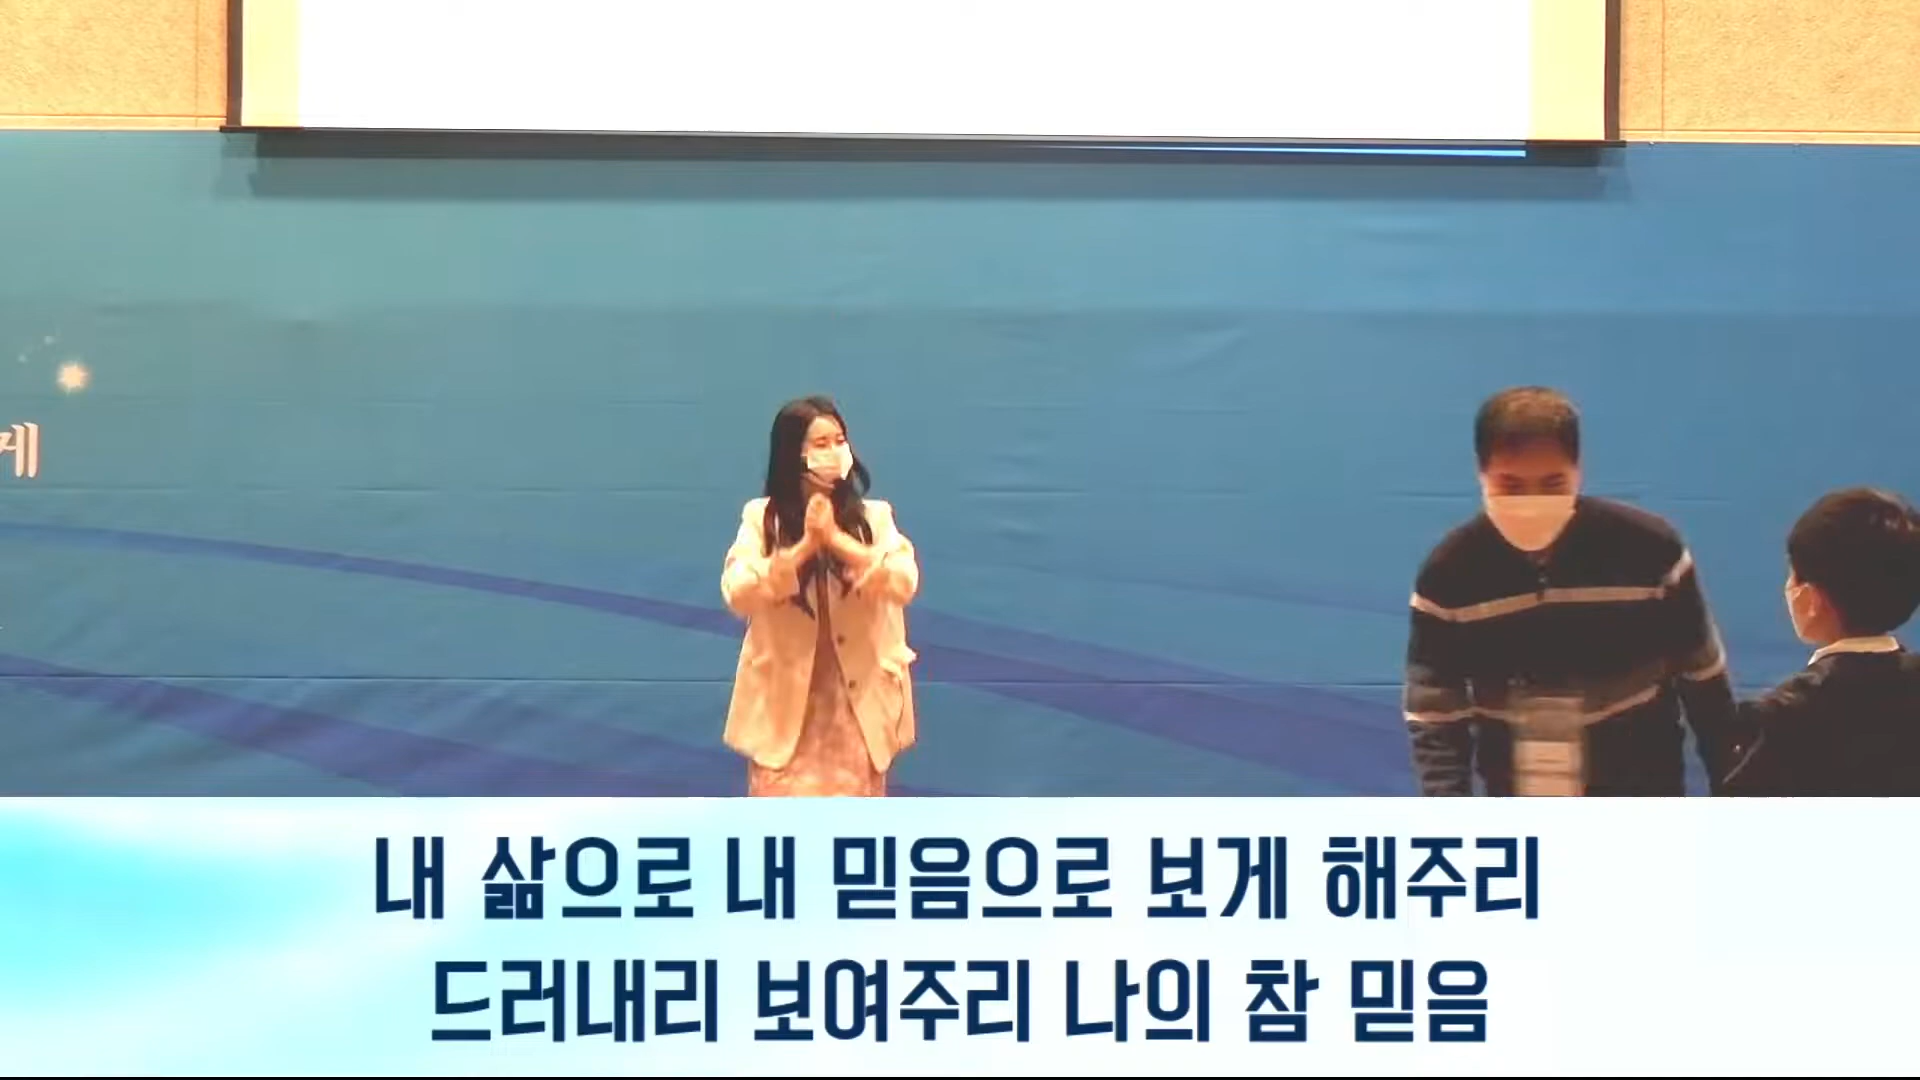 게
내 삶으로 내 믿음으로 보게 해주리
드러내리 보여주리 나의 참 믿음